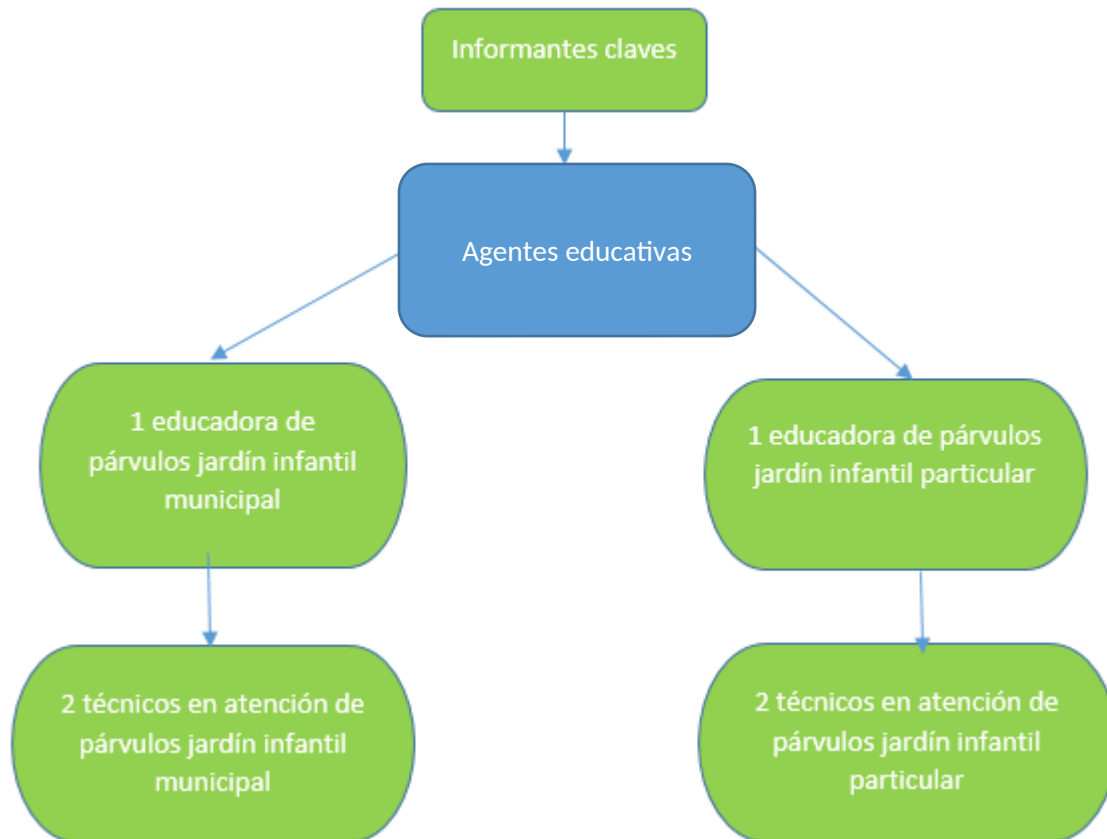 Informantes claves
Agentes educativas
1 educadora de
párvulos jardín infantil
municipal
1 educadora de párvulos
jardín infantil particular
2 técnicos en atención de
párvulos jardín infantil
municipal
2 técnicos en atención de
párvulos jardín infantil
particular